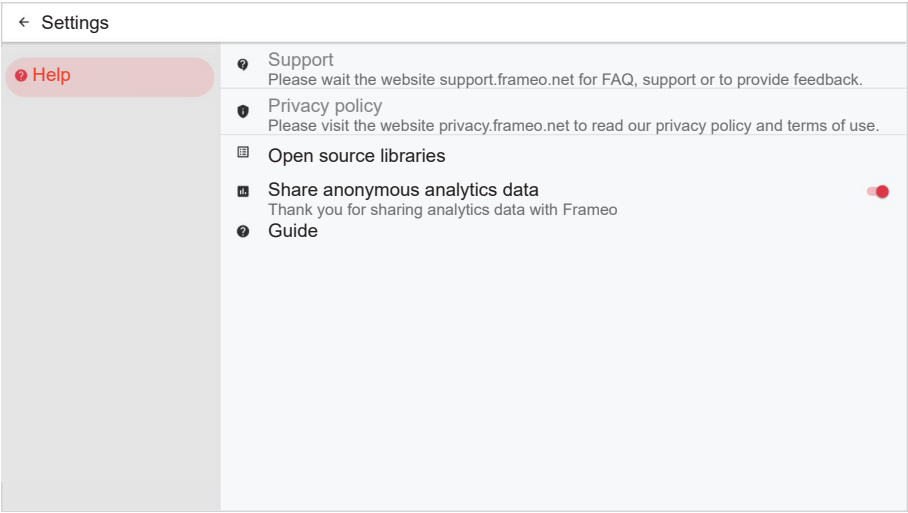 Settings
Help
Support
Please wait the website support.frameo.net for FAQ, support or to provide feedback.
Privacy policy
Please visit the website privacy.frameo.net to read our privacy policy and terms of use.
Open source libraries
Share anonymous analytics data
Thank you for sharing analytics data with Frameo
Guide